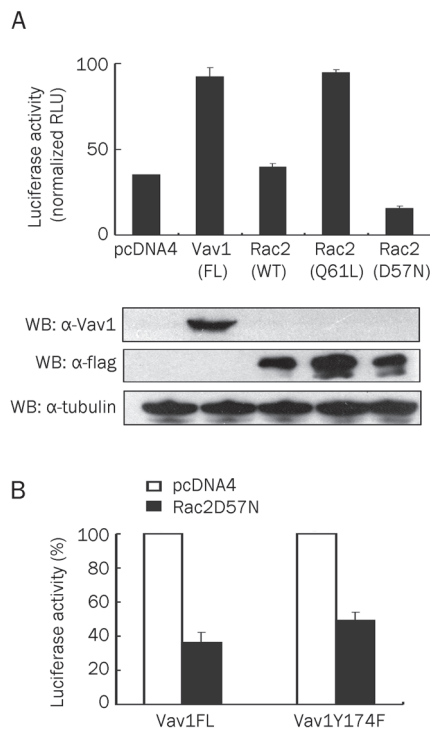 A
Luciferase activity
(normalized RLU)
100
50
0
pcDNA4
Vav1
(FL)
Rac2
(WT)
Rac2
(Q61L)
Rac2
(D57N)
WB: α-Vav1
WB: α-flag
WB: α-tubulin
B
pcDNA4
Rac2D57N
Luciferase activity (%)
100
80
60
40
20
0
Vav1FL
Vav1Y174F